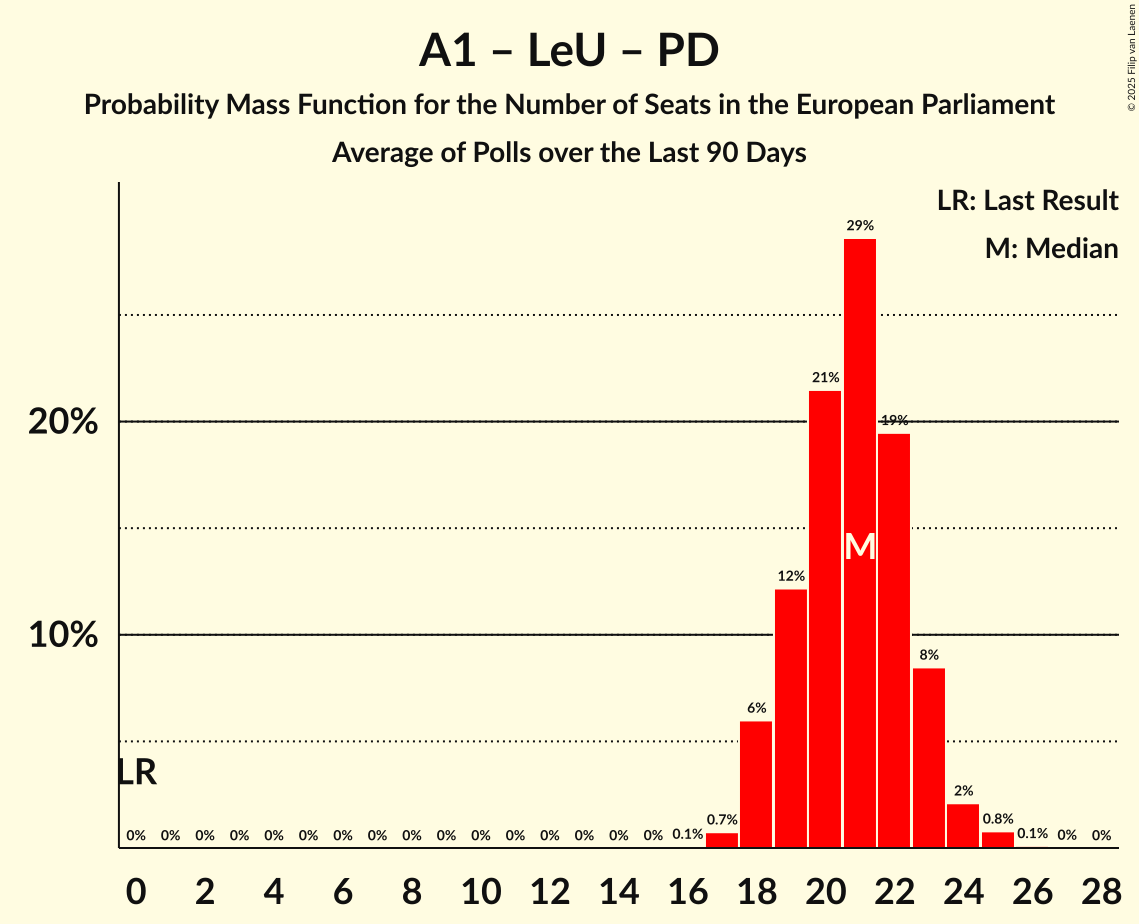 A1 – LeU – PD
Probability Mass Function for the Number of Seats in the European Parliament
Average of Polls over the Last 90 Days
© 2025 Filip van Laenen
LR: Last Result
M: Median
29%
21%
20%
19%
M
12%
10%
8%
6%
LR
2%
0% 0% 0% 0% 0% 0% 0% 0% 0% 0% 0% 0% 0% 0% 0% 0% 0.1% 0.7% 0.8% 0.1% 0% 0%
0 2 4 6 8 10 12 14 16 18 20 22 24 26 28